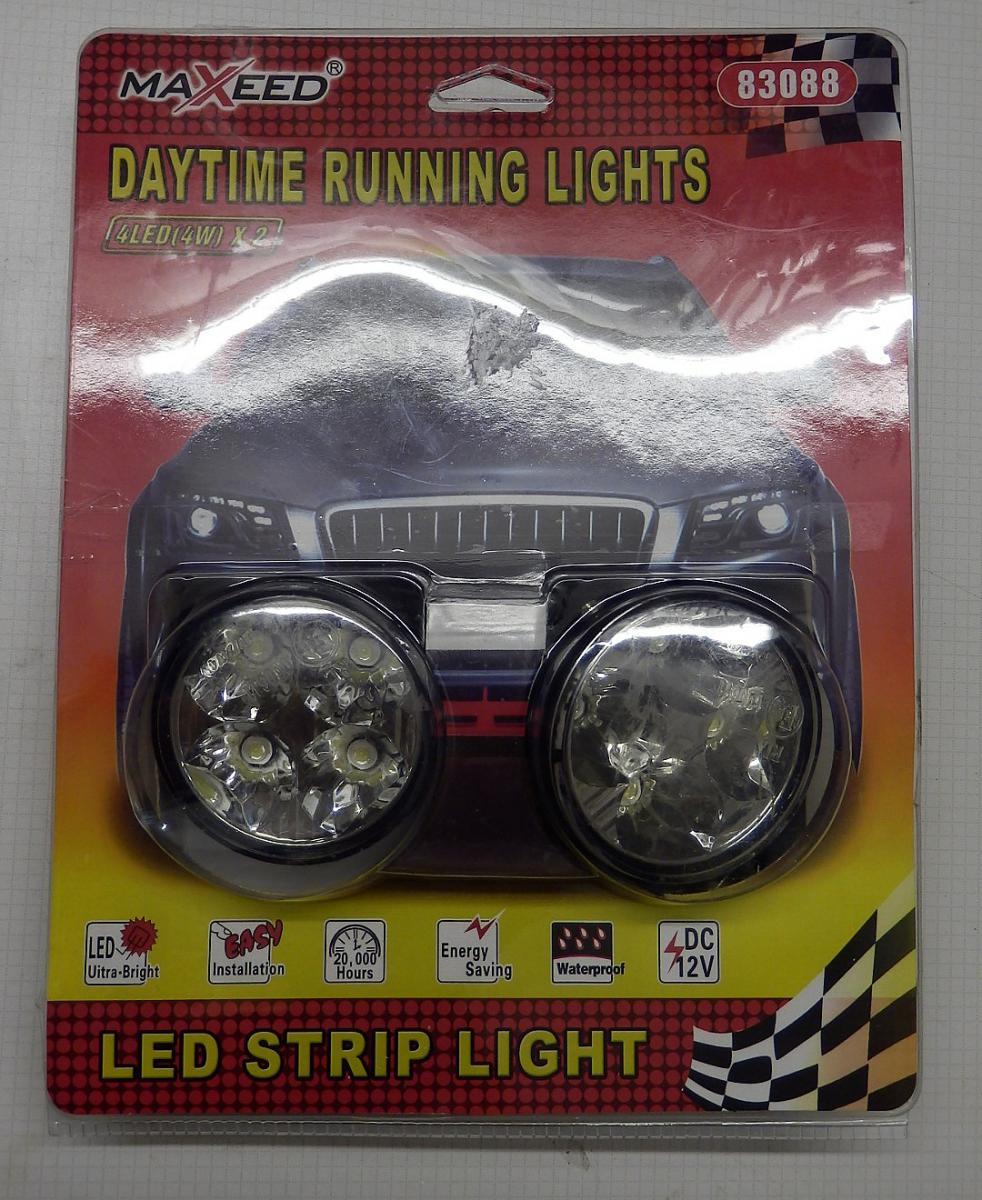 MAXEED®
83088
DAYTIME RUNNING LIGHTS
4LED(4W) X 2
LED
Uitra-Bright
EASY
Installation
20,000
Hours
Energy
Saving
Waterproof
DC
12V
LED STRIP LIGHT